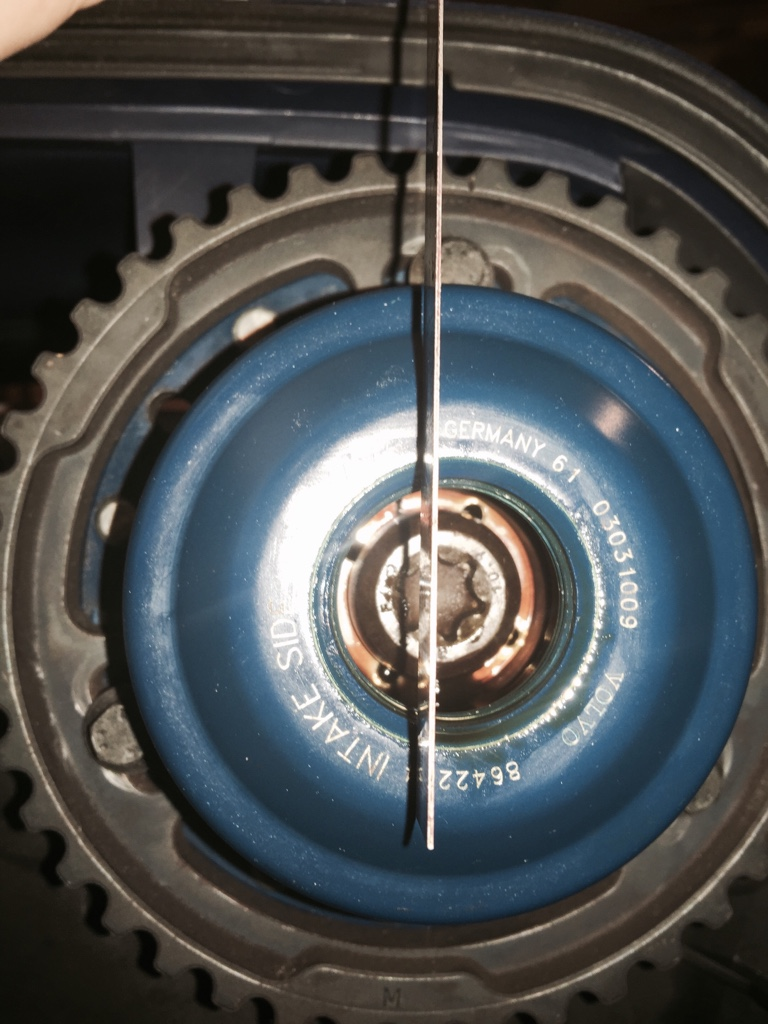 GERMANY 61
03031009
VOLVO
INTAKE SID
M